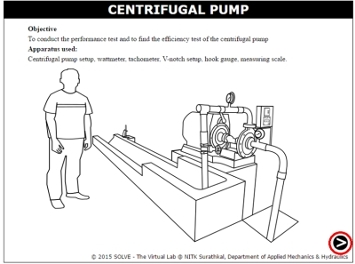 CENTRIFUGAL PUMP
Objective
To conduct the performance test and to find the efficiency test of the centrifugal pump
Apparatus used:
Centrifugal pump setup, wattmeter, tachometer, V-notch setup, hook gauge, measuring scale.
© 2015 SOLVE - The Virtual Lab @ NITK Surathkal, Department of Applied Mechanics & Hydraulics